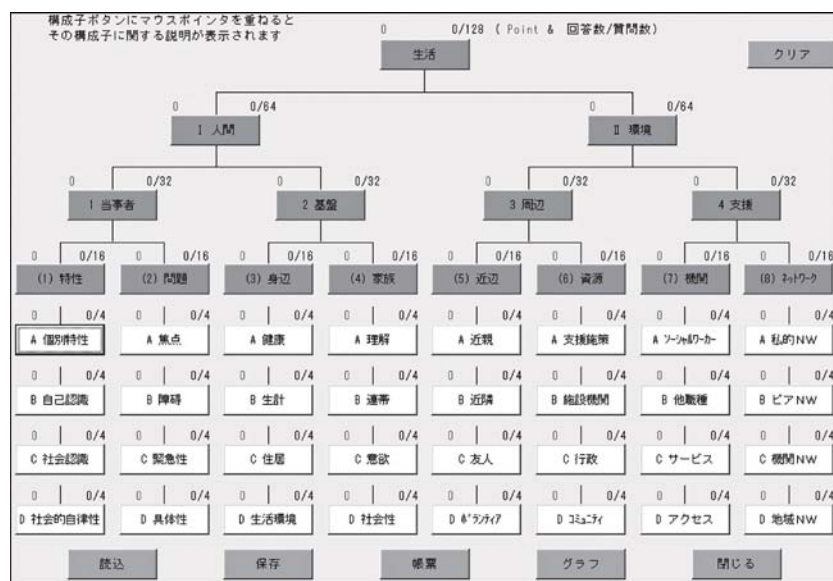 構成子ボタンにマウスポインタを重ねると
その構成子に関する説明が表示されます
0 0/128 ( Point & 回答数/質問数)
生活 クリア
0 0/64 0 0/64
I 人間 II 環境
0 0/32 0 0/32 0 0/32 0 0/32
1 当事者 2 基盤 3 周辺 4 支援
0 0/16 0 0/16 0 0/16 0 0/16 0 0/16 0 0/16 0 0/16 0 0/16
(1) 特性 (2) 問題 (3) 身辺 (4) 家族 (5) 近辺 (6) 資源 (7) 機関 (8) ネットワーク
0 0/4 0 0/4 0 0/4 0 0/4 0 0/4 0 0/4 0 0/4 0 0/4
A 個別特性 A 焦点 A 健康 A 理解 A 近親 A 支援施策 A ソーシャルワーカー A 私的NW
0 0/4 0 0/4 0 0/4 0 0/4 0 0/4 0 0/4 0 0/4 0 0/4
B 自己認識 B 障碍 B 生計 B 連帯 B 近隣 B 施設機関 B 他職種 B ピアNW
0 0/4 0 0/4 0 0/4 0 0/4 0 0/4 0 0/4 0 0/4 0 0/4
C 社会認識 C 緊急性 C 住居 C 意欲 C 友人 C 行政 C サービス C 機関NW
0 0/4 0 0/4 0 0/4 0 0/4 0 0/4 0 0/4 0 0/4 0 0/4
D 社会的自律性 D 具体性 D 生活環境 D 社会性 D ボランティア D コミュニティ D アクセス D 地域NW
読込 保存 帳票 グラフ 閉じる